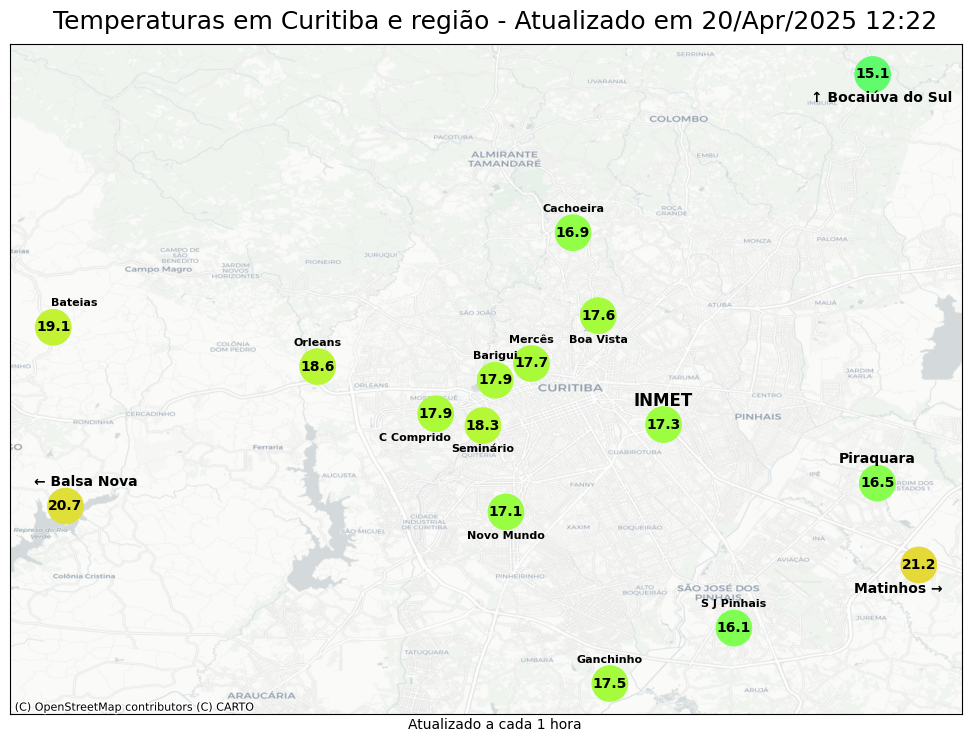 Temperaturas em Curitiba e região - Atualizado em 20/Apr/2025 12:22
SERRINHA
15.1
UVARANAL
↑ Bocaiúva do Sul
COLOMBO
PACOTUBA
ALMIRANTE
TAMANDARÉ
EMBU
Cachoeira
ROÇA
GRANDE
16.9
MONZA
PALOMA
CAMPO DE
SÃO
BENEDITO
JURUQUI
PIONEIRO
Campo Magro
JARDIM
NOVOS
HORIZONTES
Bateias
19.1
ATUBA
MAUÁ
SÃO JOÃO
17.6
Boa Vista
COLÔNIA
DOM PEDRO
Orleans
18.6
Mercês
17.7
Barigui
17.9
TARUMÃ
JARDIM
KARLA
ORLEANS
CURITIBA
CENTRO
INMET
17.3
PINHAIS
17.9
C Comprido
18.3
Seminário
CERCADINHO
RONDINHA
Ferraria
CUABIROTUBA
Piraquara
16.5
IPÊ
← Balsa Nova
20.7
AUGUSTA
FANNY
17.1
Novo Mundo
CIDADE
INDUSTRIAL
DE CURITIBA
SÃO MIGUEL
XAXIM
BOQUEIRÃO
INÁ
Represa do Rio
Verde
AVIAÇÃO
21.2
Matinhos →
Colônia Cristina
PINHEIRINHO
ALTO
BOQUEIRÃO
SÃO JOSÉ DOS
PINHAIS
S J Pinhais
16.1
JUREMA
TATUQUARA
UMBARÁ
Ganchinho
17.5
ARAUCÁRIA
ARUJÁ
(C) OpenStreetMap contributors (C) CARTO
Atualizado a cada 1 hora